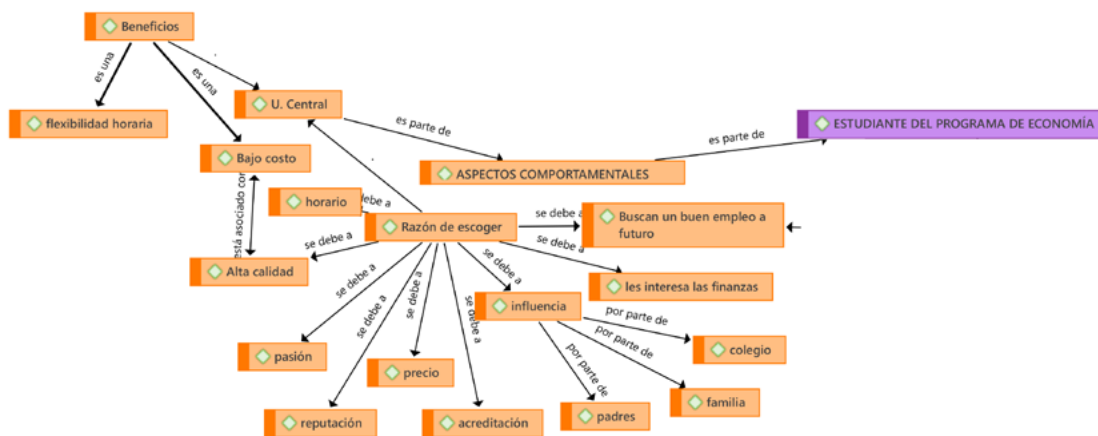 Beneficios
es una
es una
flexibilidad horaria
U. Central
es parte de
es parte de
ESTUDIANTE DEL PROGRAMA DE ECONOMÍA
Bajo costo
ASPECTOS COMPORTAMENTALES
está asociado con
horario
debe a
Razón de escoger
se debe a
Buscan un buen empleo a
futuro
se debe a
Alta calidad
se debe a
se debe a
se debe a
se debe a
se debe a
se debe a
les interesa las finanzas
influencia
por parte de
por parte de
por parte de
colegio
pasión
precio
familia
reputación
acreditación
padres